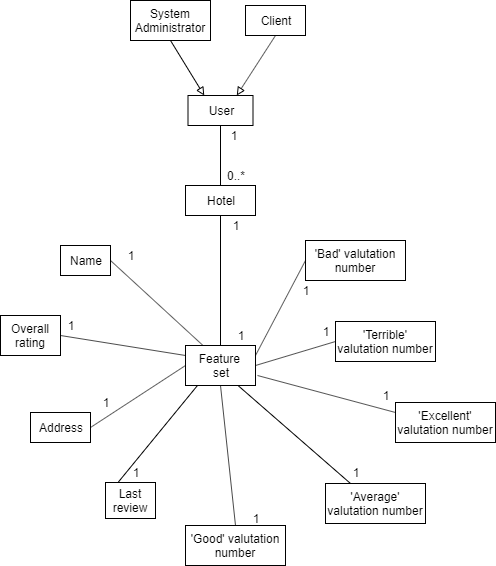 System
Administrator
Client
User
1
0..*
Hotel
1
Name
1
'Bad' valutation
number
1
Overall
rating
1
1
'Terrible'
valutation number
1
Feature
set
Address
1
'Excellent'
valutation number
1
Last
review
1
'Average'
valutation number
1
'Good' valutation
number
1